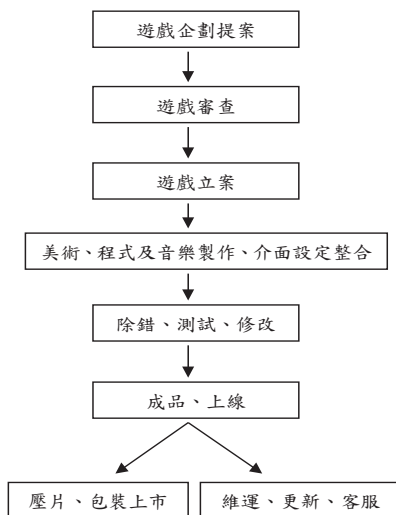 遊戲企劃提案
遊戲審查
遊戲立案
美術、程式及音樂製作、介面設定整合
除錯、測試、修改
成品、上線
壓片、包裝上市
維運、更新、客服